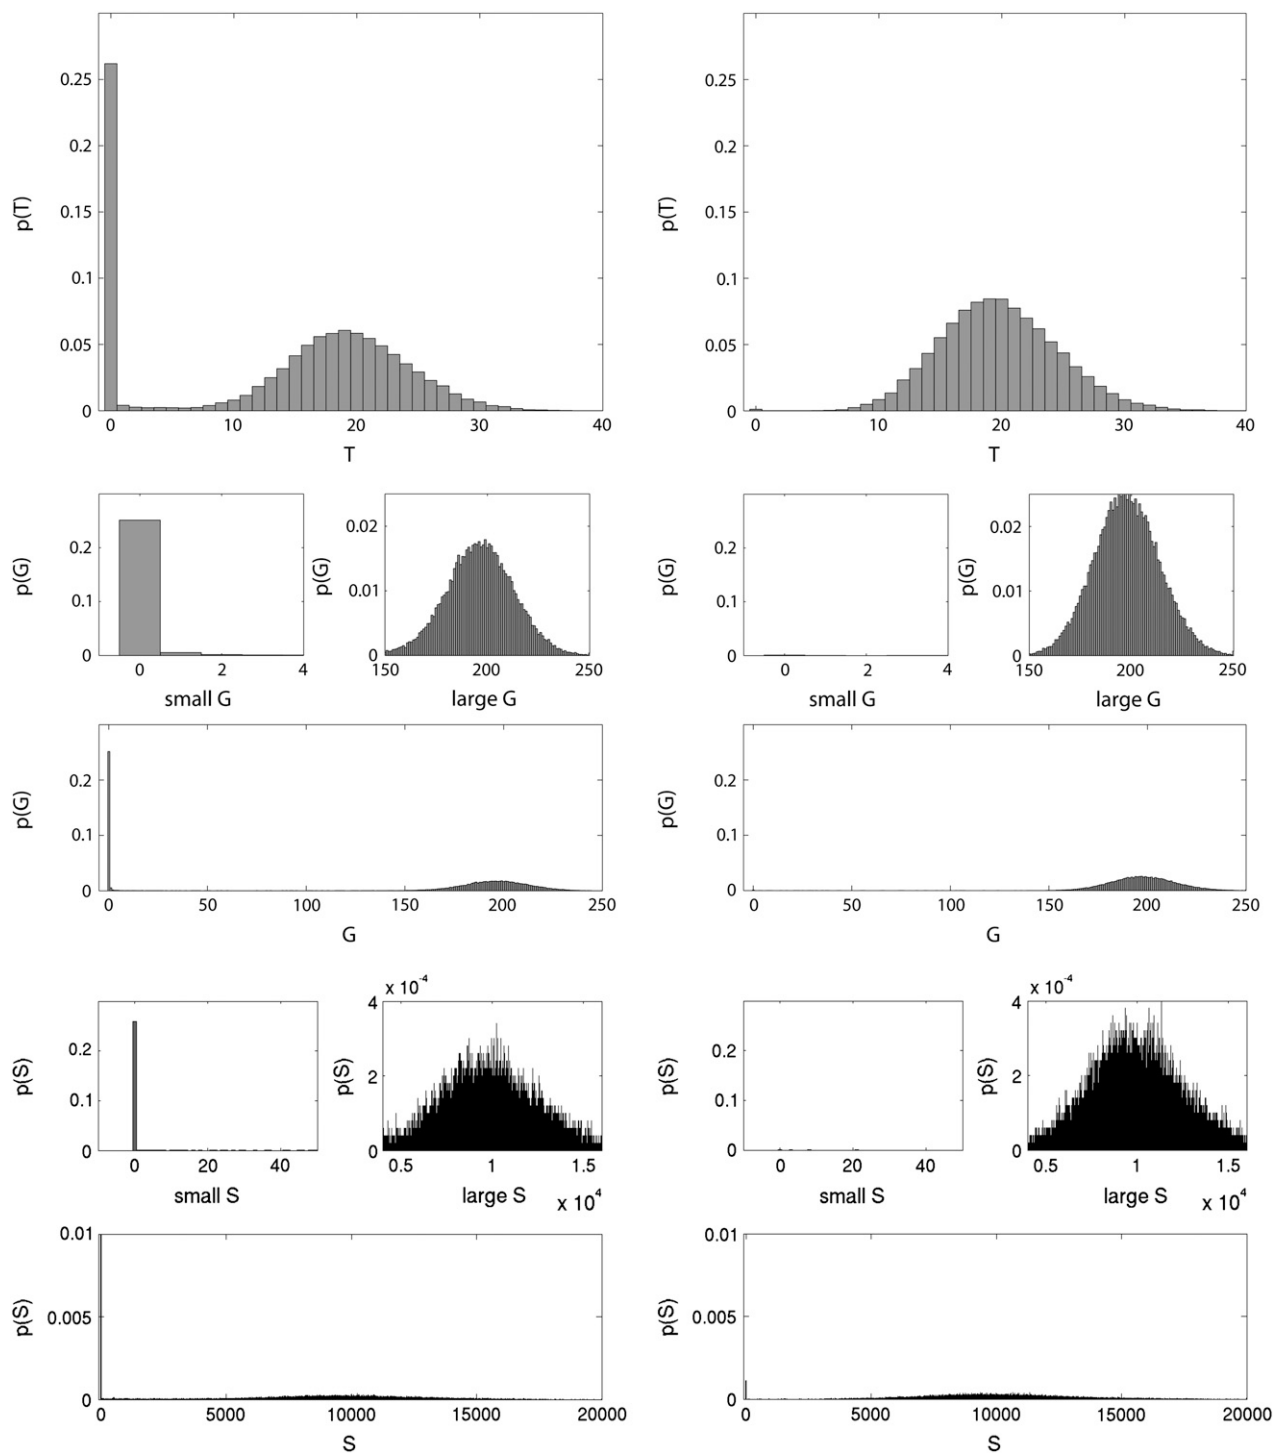 0.25 0.25
0.2 0.2
p(T) 0.15 p(T) 0.15
0.1 0.1
0.05 0.05
0 0
0 10 20 30 40 0 10 20 30 40
T T
0.2 0.02 0.2 0.02
p(G) 0.1 p(G) 0.01 p(G) 0.1 p(G) 0.01
0 0 0 0
0 2 4 150 200 250 0 2 4 150 200 250
small G large G small G large G
0.2 0.2
p(G) 0.1 p(G) 0.1
0 0
0 50 100 150 200 250 0 50 100 150 200 250
G G
x 10-4 x 10-4
4 4
0.2 0.2
p(S) 0.1 p(S) 2 p(S) 0.1 p(S) 2
0 0 0 0
0 20 40 0.5 1 1.5 0 20 40 0.5 1 1.5
small S large S x 10^4 small S large S x 10^4
0.01 0.01
p(S) 0.005 p(S) 0.005
0 0
0 5000 10000 15000 20000 0 5000 10000 15000 20000
S S